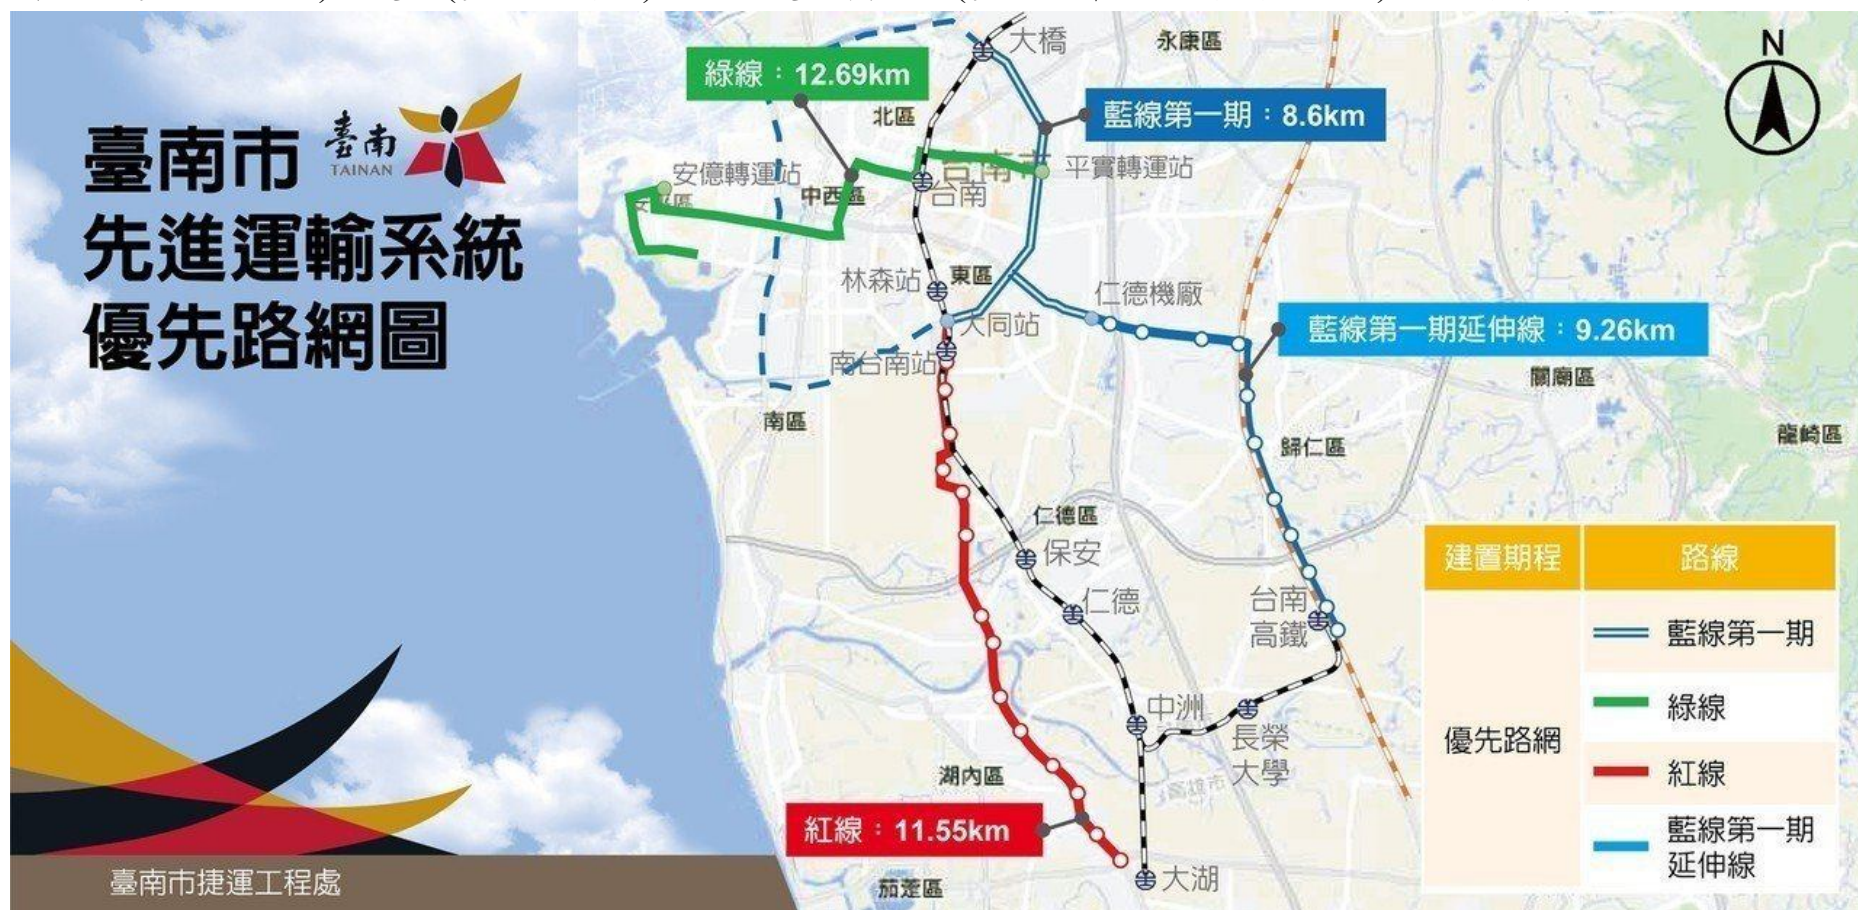 臺南市
臺南
TAINAN
先進運輸系統
優先路網圖
臺南市捷運工程處
大橋
永康區
N
綠線：12.69km
北區
藍線第一期：8.6km
安億轉運站
中西區
台南
平實轉運站
林森站
東區
仁德機廠
大同站
南台南站
藍線第一期延伸線：9.26km
關廟區
南區
歸仁區
龍崎區
仁德區
保安
仁德
台南
高鐵
中洲
長榮
大學
湖內區
高雄市
紅線：11.55km
茄萣區
大湖
建置期程
路線
優先路網
藍線第一期
綠線
紅線
藍線第一期
延伸線